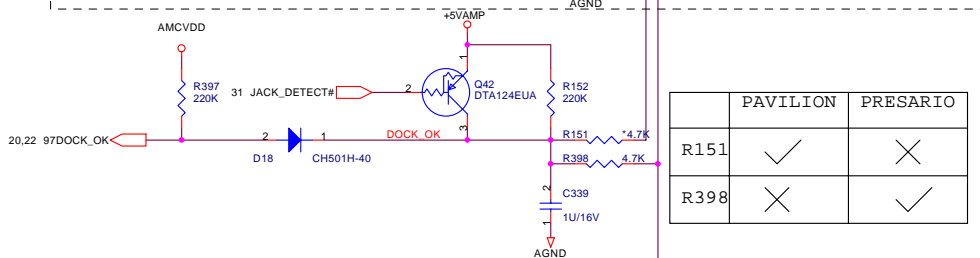 AGND
+5VAMP
AMCVDD
1
R397
220K
31 JACK_DETECT#
2
Q42
DTA124EUA
R152
220K
3
20,22 97DOCK_OK
2
1
DOCK_OK
R151
*4.7K
D18
CH501H-40
R398
4.7K
2
C339
1
1U/16V
AGND
PAVILION PRESARIO
R151
R398